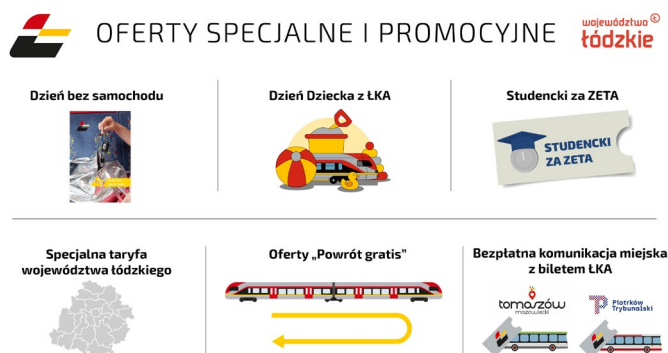 OFERTY SPECJALNE I PROMOCYJNE
województwo
łódzkie
Dzień bez samochodu
Dzień Dziecka z ŁKA
Studencki za ZETA
STUDENCKI
ZA ZETA
Specjalna taryfa
województwa łódzkiego
Oferty „Powrót gratis”
Bezpłatna komunikacja miejska
z biletem ŁKA
tomaszów
mazowiecki
Piotrków
Trybunalski